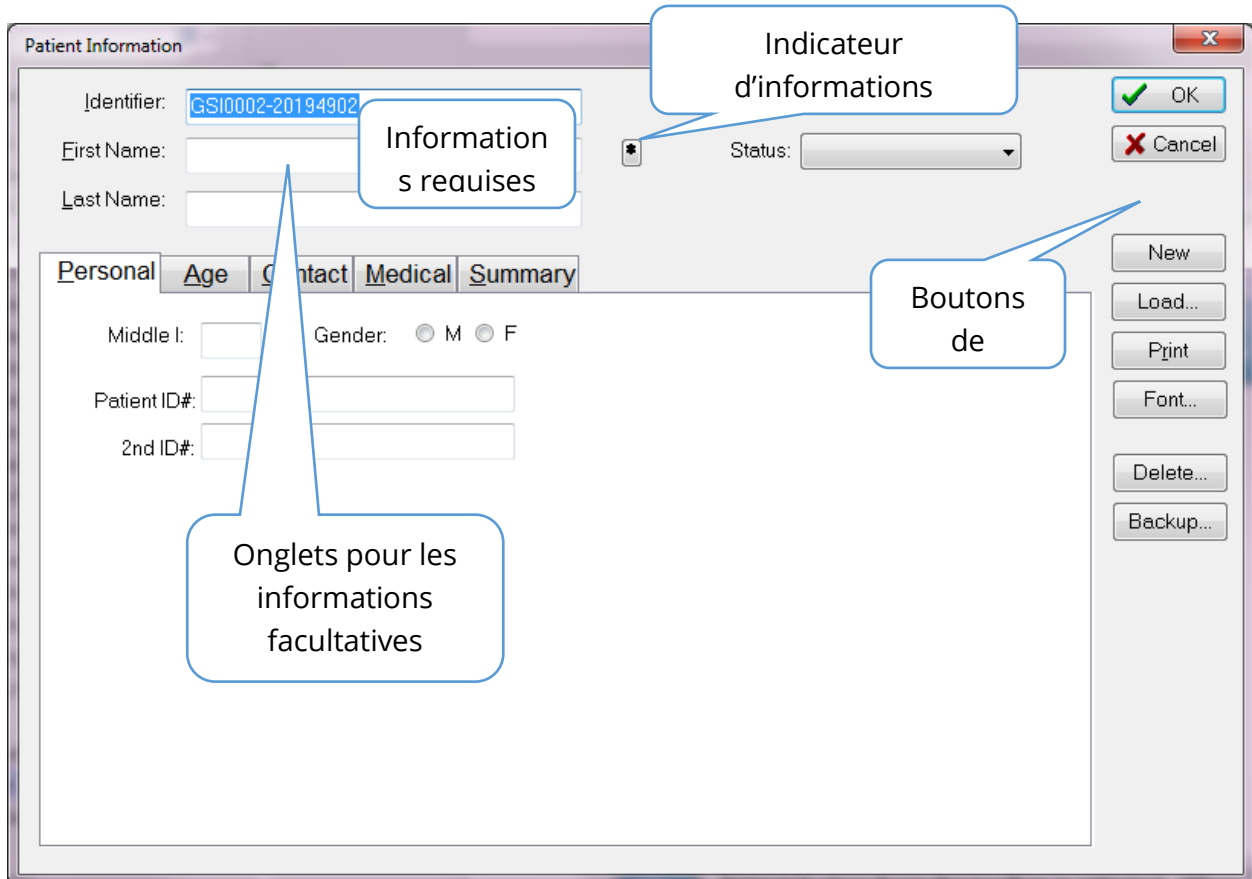 Patient Information
Indicateur
d’informations
Identifier:
GSI0002-20194902
OK
Information
s requises
First Name:
*
Status:
Cancel
Last Name:
New
Personal
Age
Medical
Summary
Boutons
de
Load...
Middle I:
Gender:
M
F
Print
Patient ID#:
Font...
2nd ID#:
Delete...
Backup...
Onglets pour les
informations
facultatives